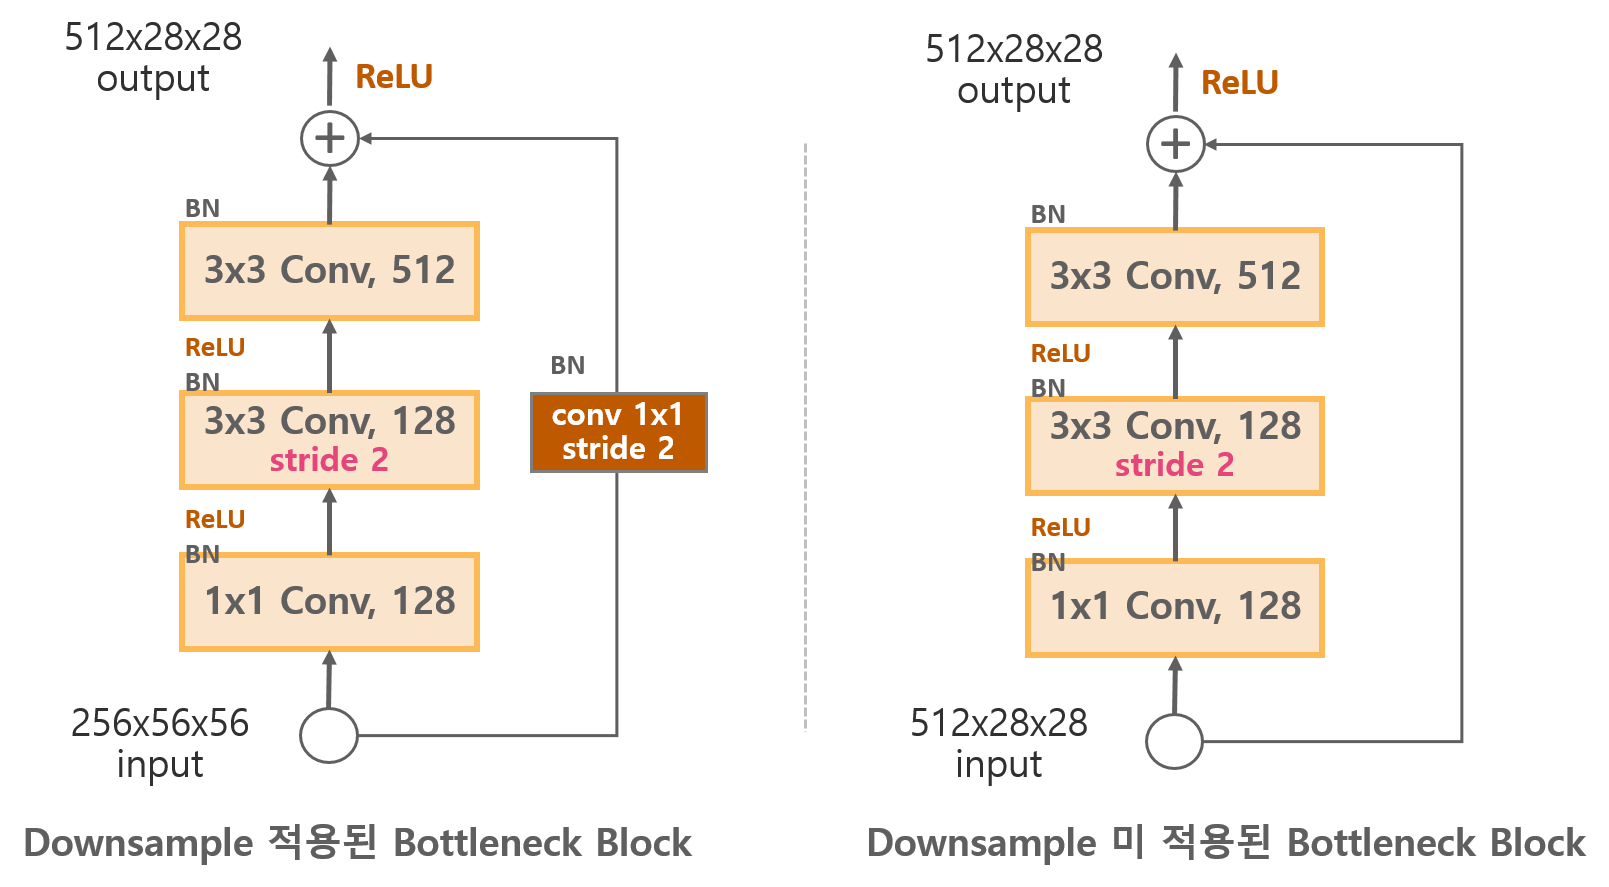 512x28x28
output
ReLU
+
BN
3x3 Conv, 512
ReLU
BN
3x3 Conv, 128
stride 2
BN
conv 1x1
stride 2
ReLU
BN
1x1 Conv, 128
256x56x56
input
Downsample 적용된 Bottleneck Block
512x28x28
output
ReLU
+
BN
3x3 Conv, 512
ReLU
BN
3x3 Conv, 128
stride 2
ReLU
BN
1x1 Conv, 128
512x28x28
input
Downsample 미 적용된 Bottleneck Block